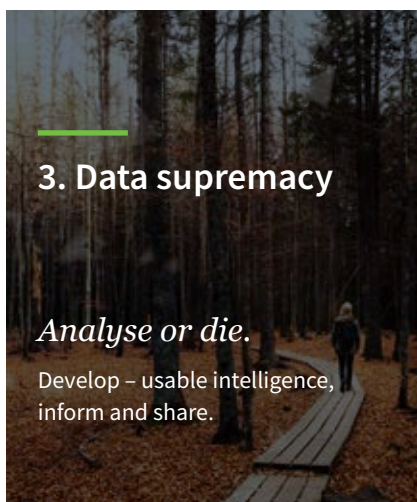 3. Data supremacy
Analyse or die.
Develop – usable intelligence,
inform and share.